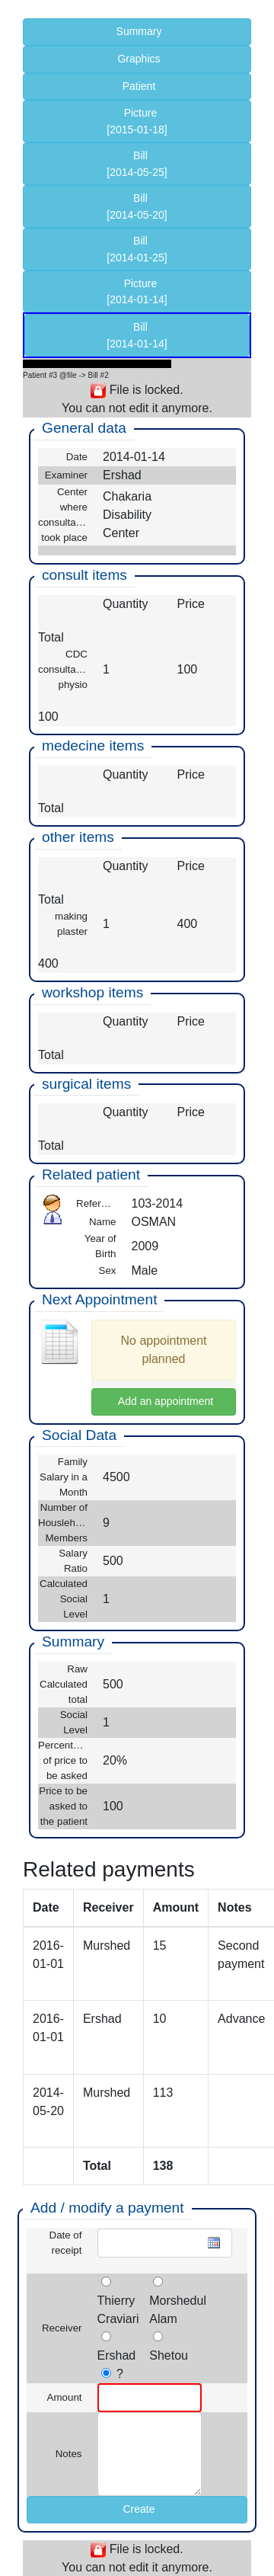 Summary
Graphics
Patient
Picture
[2015-01-18]
Bill
[2014-05-25]
Bill
[2014-05-20]
Bill
[2014-01-25]
Picture
[2014-01-14]
Bill
[2014-01-14]
Patient #3 @file -> Bill #2
File is locked.
You can not edit it anymore.
General data
Date 2014-01-14
Examiner Ershad
Center
where
consulta…
took place
Chakaria
Disability
Center
consult items
Quantity Price
Total
CDC
consulta…
physio
1 100
100
medecine items
Quantity Price
Total
other items
Quantity Price
Total
making
plaster
1 400
400
workshop items
Quantity Price
Total
surgical items
Quantity Price
Total
Related patient
Refer… 103-2014
Name OSMAN
Year of
Birth
2009
Sex Male
Next Appointment
No appointment
planned
Add an appointment
Social Data
Family
Salary in a
Month
4500
Number of
Housleh…
Members
9
Salary
Ratio
500
Calculated
Social
Level
1
Summary
Raw
Calculated
total
500
Social
Level
1
Percent…
of price to
be asked
20%
Price to be
asked to
the patient
100
Related payments
Date Receiver Amount Notes
2016-
01-01
Murshed 15 Second
payment
2016-
01-01
Ershad 10 Advance
2014-
05-20
Murshed 113
Total 138
Add / modify a payment
Date of
receipt
Receiver
Thierry
Craviari
Morshedul
Alam
Ershad Shetou
?
Amount
Notes
Create
File is locked.
You can not edit it anymore.